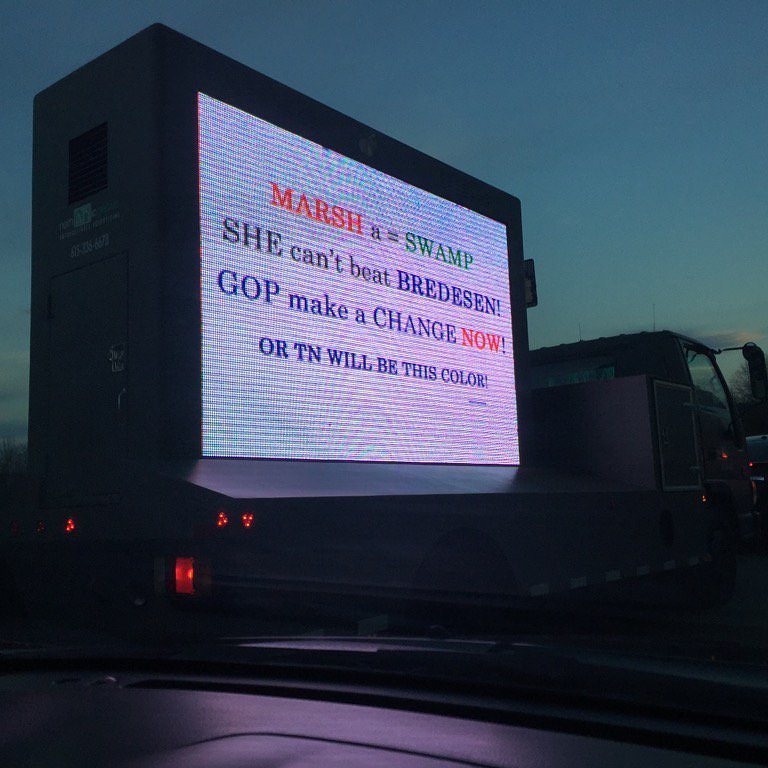 MARSH a = SWAMP
SHE can't beat BREDESEN!
GOP make a CHANGE NOW!
OR TN WILL BE THIS COLOR!